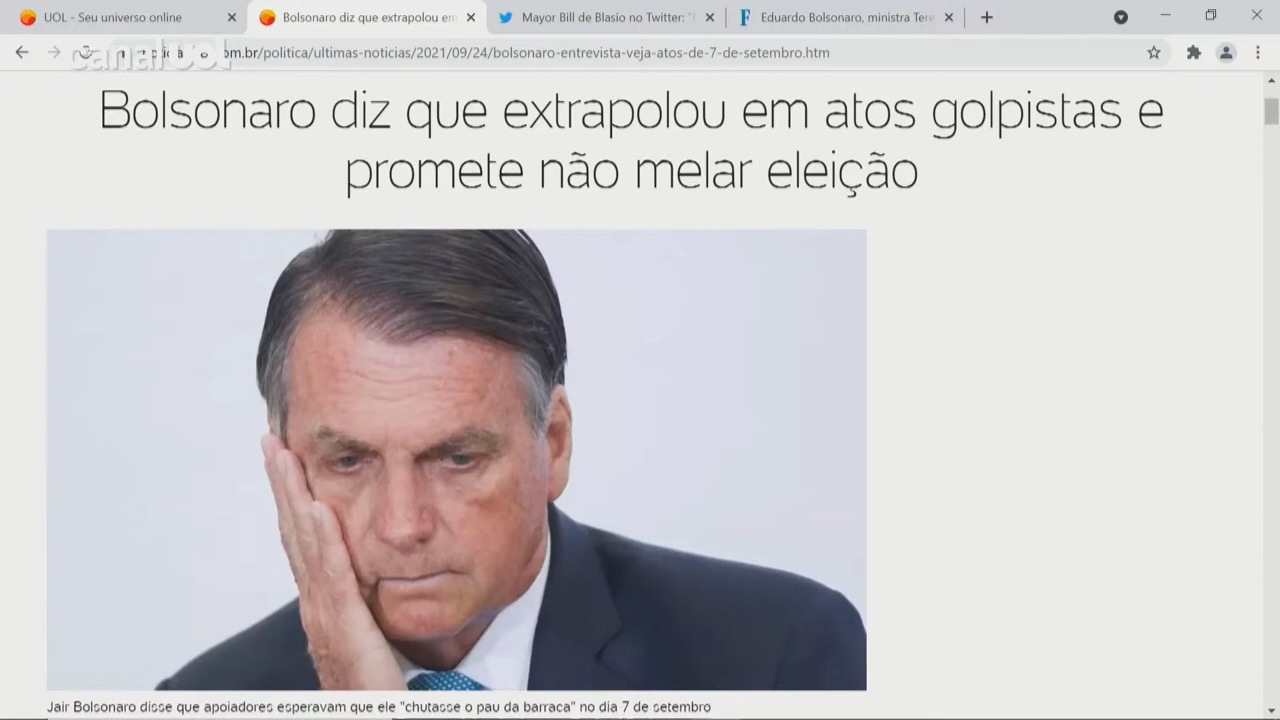 UOL - Seu universo online
Bolsonaro diz que extrapolou em
Mayor Bill de Blasio no Twitter: "
Eduardo Bolsonaro, ministra Tere
om.br/politica/ultimas-noticias/2021/09/24/bolsonaro-entrevista-veja-atos-de-7-de-setembro.htm
canalUOL
Bolsonaro diz que extrapolou em atos golpistas e
promete não melar eleição
Jair Bolsonaro disse que apoiadores esperavam que ele "chutasse o pau da barraca" no dia 7 de setembro